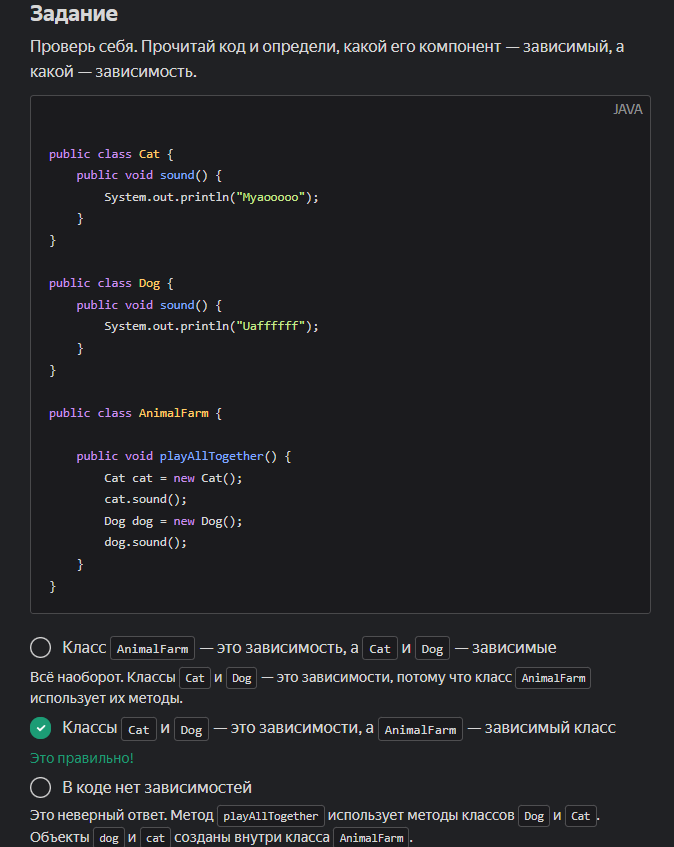 Задание
Проверь себя. Прочитай код и определи, какой его компонент — зависимый, а
какой — зависимость.
JAVA
public class Cat {
    public void sound() {
        System.out.println("Myaooooo");
    }
}
public class Dog {
    public void sound() {
        System.out.println("Uaffffff");
    }
}
public class AnimalFarm {
    public void playAllTogether() {
        Cat cat = new Cat();
        cat.sound();
        Dog dog = new Dog();
        dog.sound();
    }
}
Класс AnimalFarm — это зависимость, а Cat и Dog — зависимые
Всё наоборот. Классы Cat и Dog — это зависимости, потому что класс AnimalFarm
использует их методы.
Классы Cat и Dog — это зависимости, а AnimalFarm — зависимый класс
Это правильно!
В коде нет зависимостей
Это неверный ответ. Метод playAllTogether использует методы классов Dog и Cat.
Объекты dog и cat созданы внутри класса AnimalFarm.